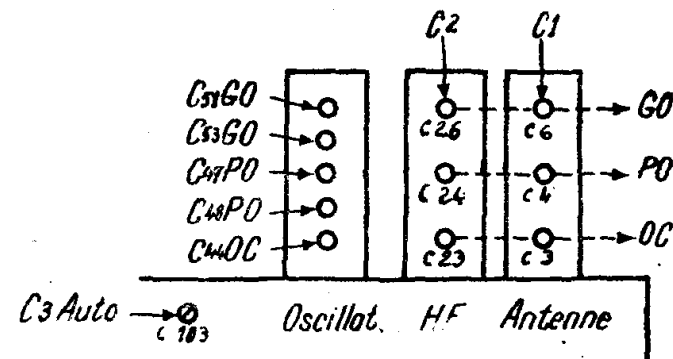 C2 C1
C54GO GO
C26 C6
C53GO
C47PO PO
C24 C4
C48PO
C44OC OC
C23 C3
C3 Auto Oscillat. HF Antenne
C103